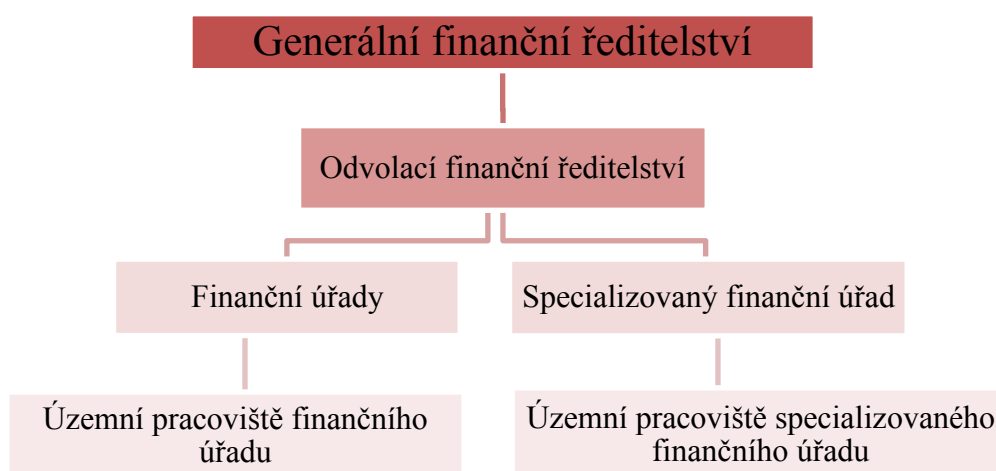 Generální finanční ředitelství
Odvolací finanční ředitelství
Finanční úřady
Specializovaný finanční úřad
Územní pracoviště finančního
úřadu
Územní pracoviště specializovaného
finančního úřadu